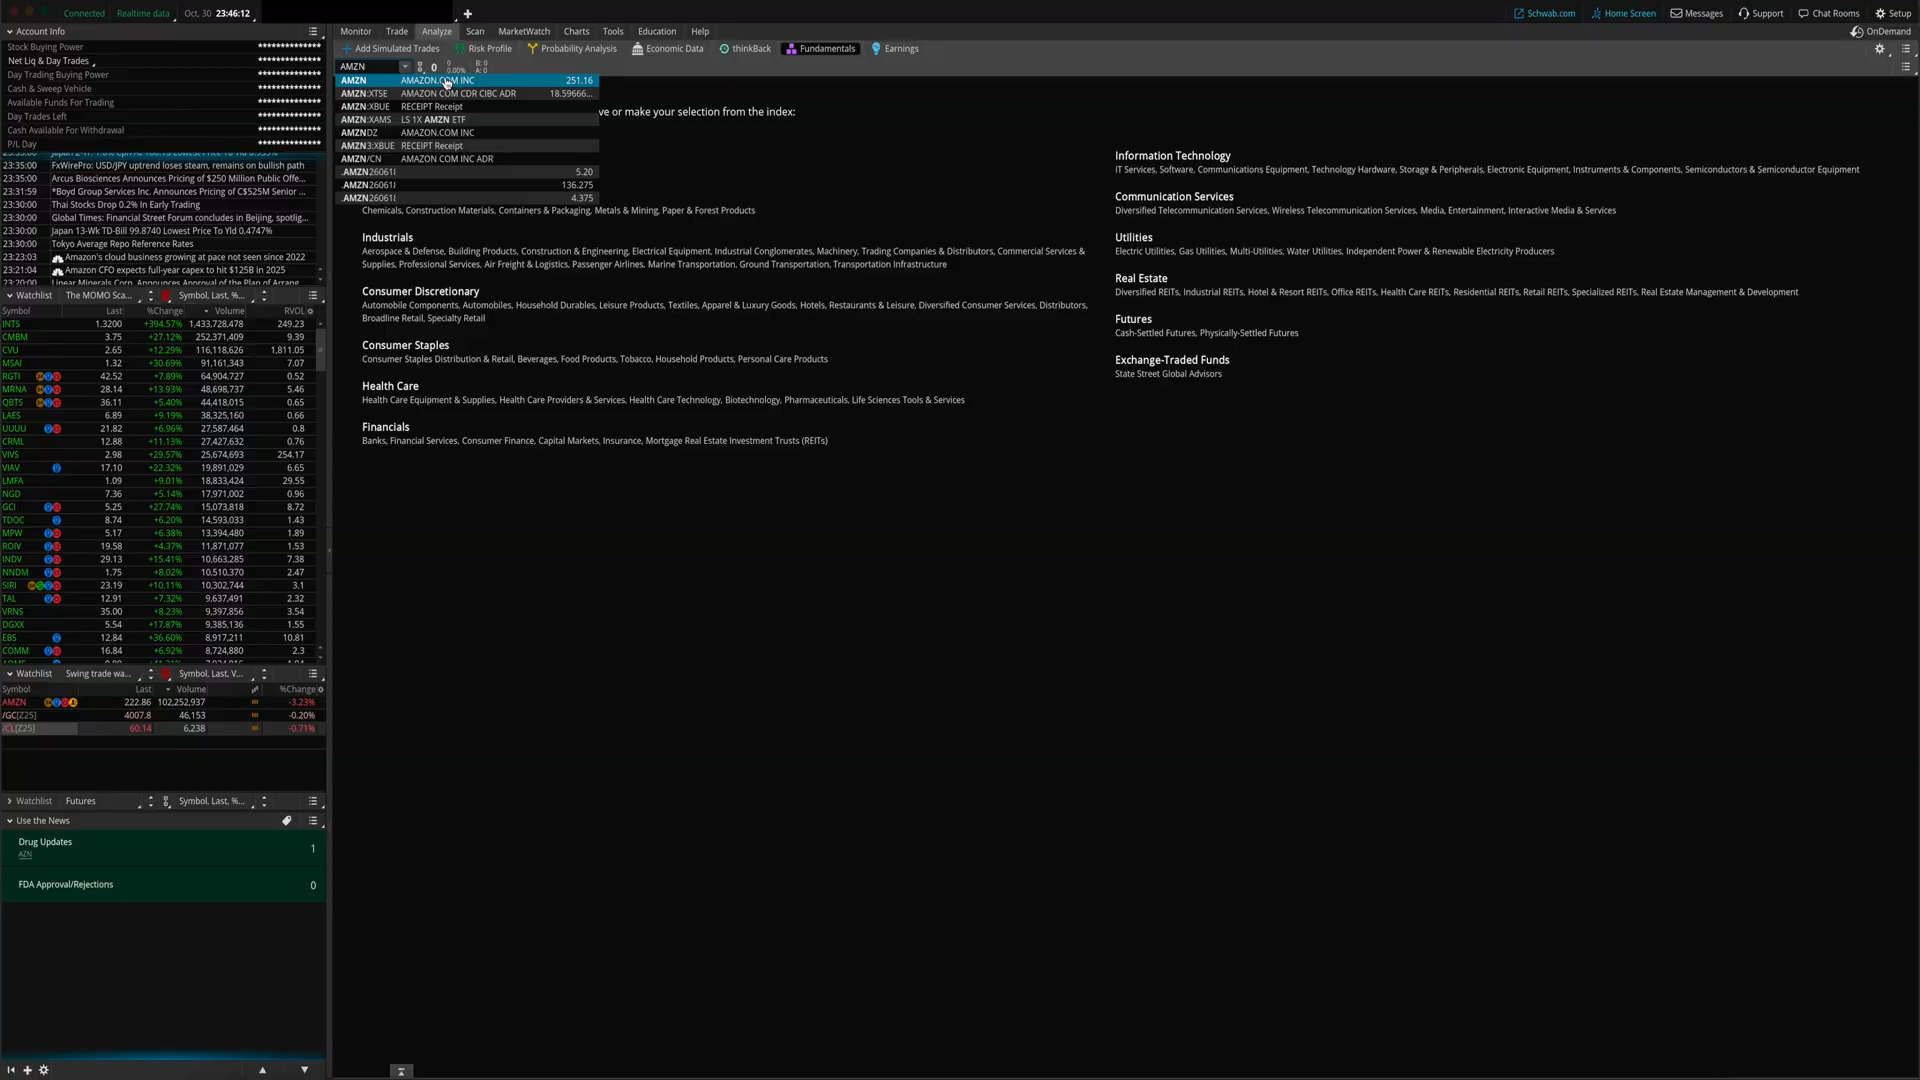 Connected Realtime data Oct, 30 23:46:12
Schwab.com Home Screen Messages Support Chat Rooms Setup
Account Info
Monitor Trade Analyze Scan MarketWatch Charts Tools Education Help
OnDemand
Stock Buying Power **************
Net Liq & Day Trades **************
Day Trading Buying Power **************
Cash & Sweep Vehicle **************
Available Funds For Trading **************
Day Trades Left **************
Cash Available For Withdrawal **************
P/L Day **************
Add Simulated Trades Risk Profile Probability Analysis Economic Data thinkBack Fundamentals Earnings
AMZN 0 0 0.00% B: 0 A: 0
AMZN AMAZON.COM INC 251.16
AMZN:XTSE AMAZON COM CDR CIBC ADR 18.59666...
AMZN:XBUE RECEIPT Receipt
AMZN:XAMS LS 1X AMZN ETF
AMZNDZ AMAZON.COM INC
AMZN3:XBUE RECEIPT Receipt
AMZN/CN AMAZON COM INC ADR
.AMZN26061 5.20
.AMZN26061 136.275
.AMZN26061 4.375
ve or make your selection from the index:
23:35:00 FxWirePro: USD/JPY uptrend loses steam, remains on bullish path
23:35:00 Arcus Biosciences Announces Pricing of $250 Million Public Offe...
23:31:59 *Boyd Group Services Inc. Announces Pricing of C$525M Senior ...
23:30:00 Thai Stocks Drop 0.2% In Early Trading
23:30:00 Global Times: Financial Street Forum concludes in Beijing, spotlig...
23:30:00 Japan 13-Wk TD-Bill 99.8740 Lowest Price To Yld 0.4747%
23:30:00 Tokyo Average Repo Reference Rates
23:23:03 Amazon's cloud business growing at pace not seen since 2022
23:21:04 Amazon CFO expects full-year capex to hit $125B in 2025
23:20:00 Linear Minerals Corp. Announces Approval of the Plan of Arrang
Chemicals, Construction Materials, Containers & Packaging, Metals & Mining, Paper & Forest Products
Industrials
Aerospace & Defense, Building Products, Construction & Engineering, Electrical Equipment, Industrial Conglomerates, Machinery, Trading Companies & Distributors, Commercial Services &
Supplies, Professional Services, Air Freight & Logistics, Passenger Airlines, Marine Transportation, Ground Transportation, Transportation Infrastructure
Consumer Discretionary
Automobile Components, Automobiles, Household Durables, Leisure Products, Textiles, Apparel & Luxury Goods, Hotels, Restaurants & Leisure, Diversified Consumer Services, Distributors,
Broadline Retail, Specialty Retail
Consumer Staples
Consumer Staples Distribution & Retail, Beverages, Food Products, Tobacco, Household Products, Personal Care Products
Health Care
Health Care Equipment & Supplies, Health Care Providers & Services, Health Care Technology, Biotechnology, Pharmaceuticals, Life Sciences Tools & Services
Financials
Banks, Financial Services, Consumer Finance, Capital Markets, Insurance, Mortgage Real Estate Investment Trusts (REITs)
Information Technology
IT Services, Software, Communications Equipment, Technology Hardware, Storage & Peripherals, Electronic Equipment, Instruments & Components, Semiconductors & Semiconductor Equipment
Communication Services
Diversified Telecommunication Services, Wireless Telecommunication Services, Media, Entertainment, Interactive Media & Services
Utilities
Electric Utilities, Gas Utilities, Multi-Utilities, Water Utilities, Independent Power & Renewable Electricity Producers
Real Estate
Diversified REITs, Industrial REITs, Hotel & Resort REITs, Office REITs, Health Care REITs, Residential REITs, Retail REITs, Specialized REITs, Real Estate Management & Development
Futures
Cash-Settled Futures, Physically-Settled Futures
Exchange-Traded Funds
State Street Global Advisors
Watchlist The MOMO Sca... Symbol, Last, %...
Symbol Last %Change Volume RVOL
INTS 1.3200 +394.57% 1,433,728,478 249.23
CMBM 3.75 +27.12% 252,371,409 9.39
CVU 2.65 +12.29% 116,118,626 1,811.05
MSAI 1.32 +30.69% 91,161,343 7.07
RGTI 42.52 +7.89% 64,904,727 0.52
MRNA 28.14 +13.93% 48,698,737 5.46
QBTS 36.11 +5.40% 44,418,015 0.65
LAES 6.89 +9.19% 38,325,160 0.66
UUUU 21.82 +6.96% 27,587,464 0.8
CRML 12.88 +11.13% 27,427,632 0.76
VIVS 2.98 +29.57% 25,674,693 254.17
VIAV 17.10 +22.32% 19,891,029 6.65
LMFA 1.09 +9.01% 18,833,424 29.55
NGD 7.36 +5.14% 17,971,002 0.96
GCI 5.25 +27.74% 15,073,818 8.72
TDOC 8.74 +6.20% 14,593,033 1.43
MPW 5.17 +6.38% 13,394,480 1.89
ROIV 19.58 +4.37% 11,871,077 1.53
INDV 29.13 +15.41% 10,663,285 7.38
NNDM 1.75 +8.02% 10,510,370 2.47
SIRI 23.19 +10.11% 10,302,744 3.1
TAL 12.91 +7.32% 9,637,491 2.32
VRNS 35.00 +8.23% 9,397,856 3.54
DGXX 5.54 +17.87% 9,385,136 1.55
EBS 12.84 +36.60% 8,917,211 10.81
COMM 16.84 +6.92% 8,724,880 2.3
Watchlist Swing trade wa... Symbol, Last, V...
Symbol Last Volume %Change
AMZN 222.86 102,252,937 -3.23%
/GC[Z25] 4007.8 46,153 -0.20%
/CL[Z25] 60.14 6,238 -0.71%
Watchlist Futures Symbol, Last, %...
Use the News
Drug Updates 1
AZN
FDA Approval/Rejections 0